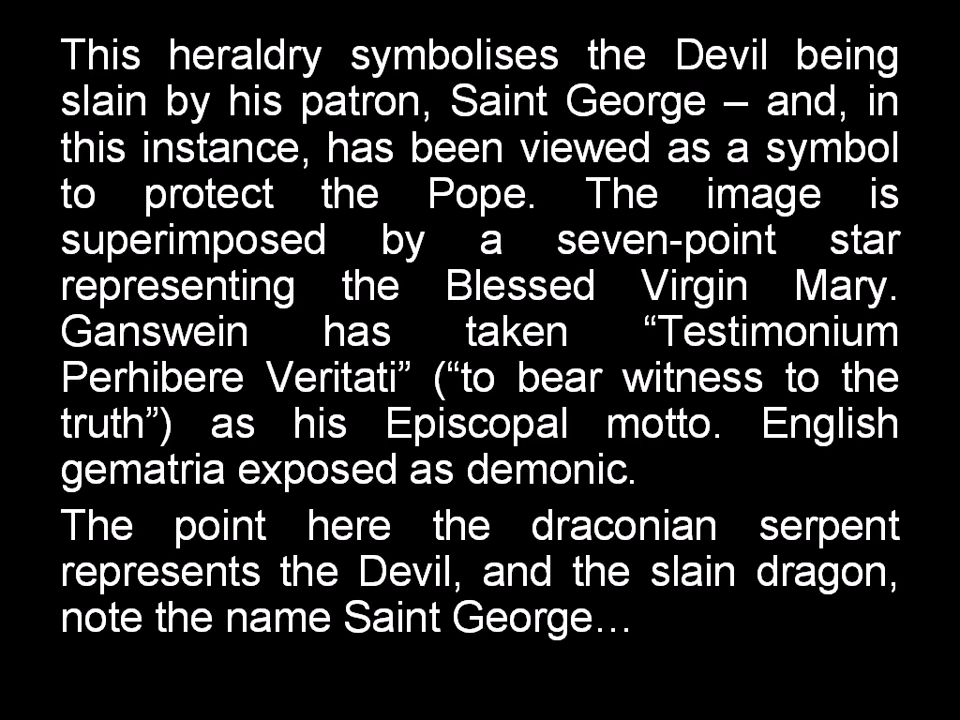 This heraldry symbolises the Devil being
slain by his patron, Saint George – and, in
this instance, has been viewed as a symbol
to protect the Pope. The image is
superimposed by a seven-point star
representing the Blessed Virgin Mary.
Ganswein has taken “Testimonium
Perhibere Veritati” (“to bear witness to the
truth”) as his Episcopal motto. English
gematria exposed as demonic.
The point here the draconian serpent
represents the Devil, and the slain dragon,
note the name Saint George…